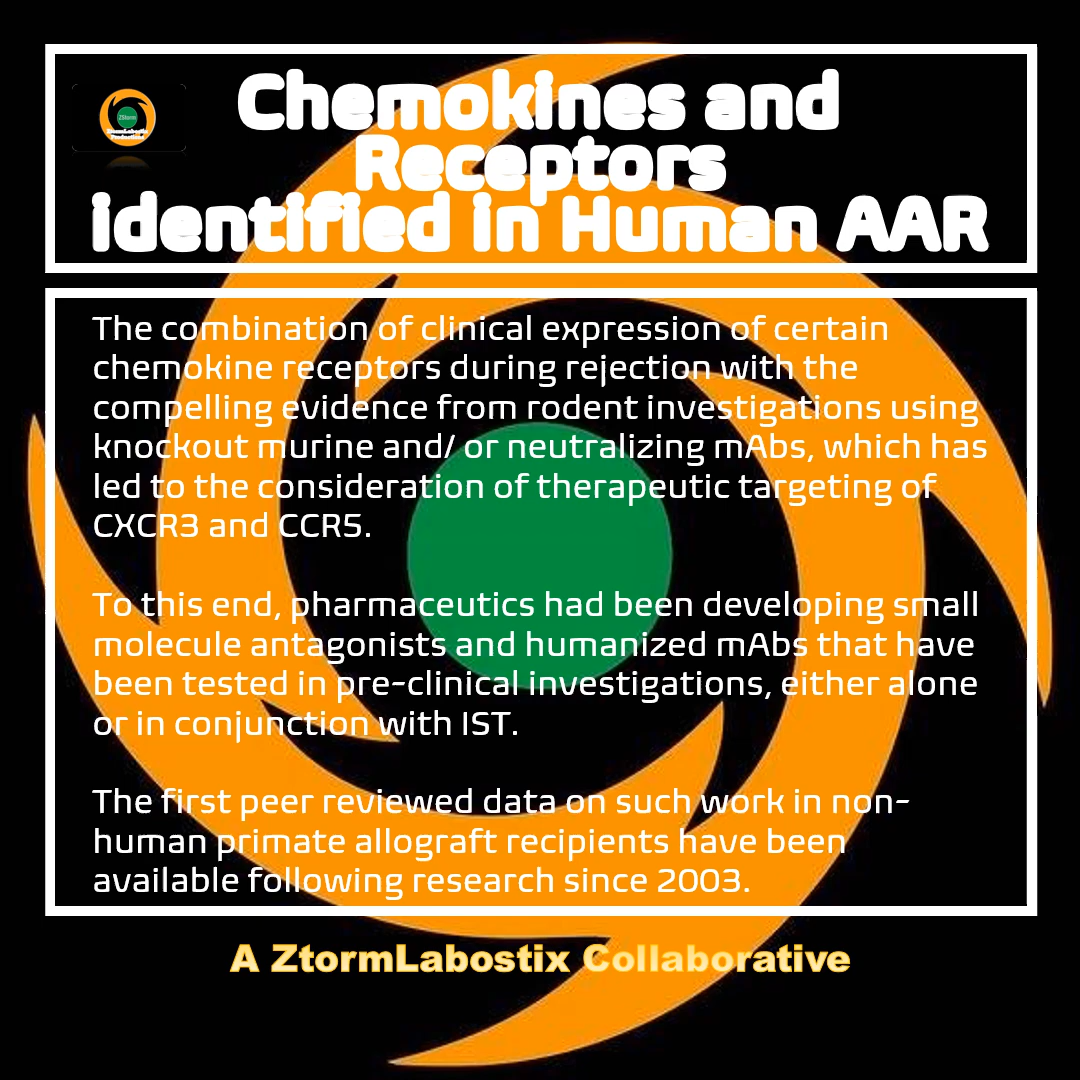 Chemokines and
Receptors
identified in Human AAR
ZStorm
ZtormLabostix
Productions
The combination of clinical expression of certain
chemokine receptors during rejection with the
compelling evidence from rodent investigations using
knockout murine and/ or neutralizing mAbs, which has
led to the consideration of therapeutic targeting of
CXCR3 and CCR5.
To this end, pharmaceutics had been developing small
molecule antagonists and humanized mAbs that have
been tested in pre-clinical investigations, either alone
or in conjunction with IST.
The first peer reviewed data on such work in non-
human primate allograft recipients have been
available following research since 2003.
A ZtormLabostix Collaborative